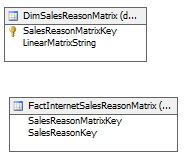 DimSalesReasonMatrix (d...
SalesReasonMatrixKey
LinearMatrixString
FactInternetSalesReasonMatrix (...
SalesReasonMatrixKey
SalesReasonKey